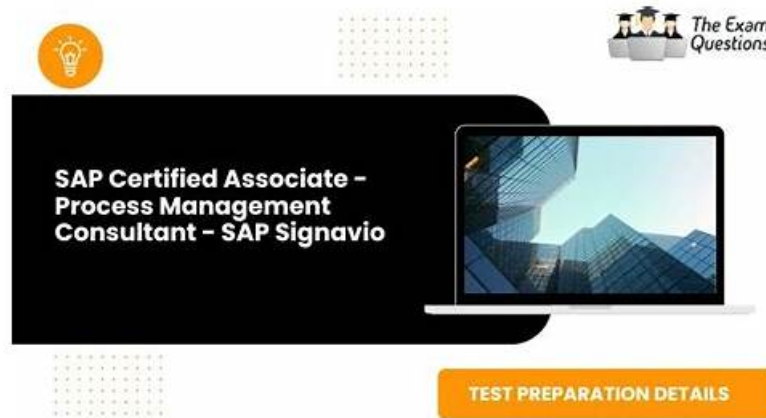 The Exam
Questions
SAP Certified Associate -
Process Management
Consultant - SAP Signavio
TEST PREPARATION DETAILS